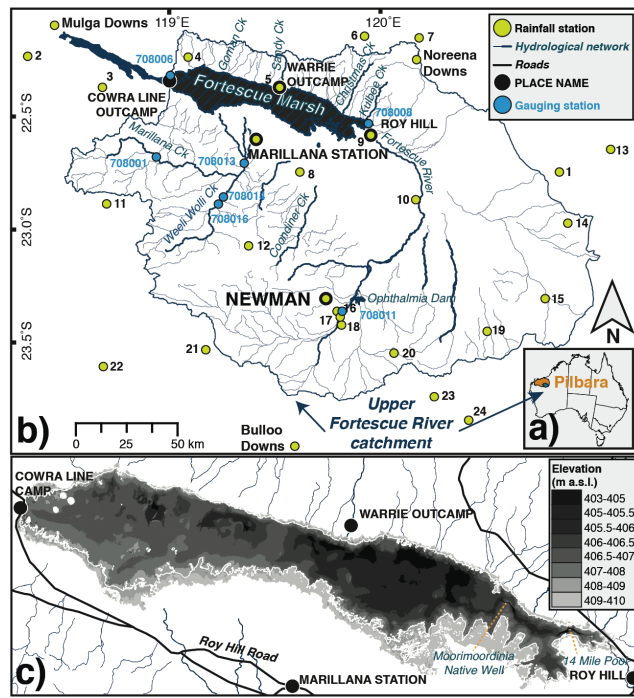 119°E
120°E
Mulga Downs
Gorman Ck
Sandy Ck
6
7
Rainfall station
Hydrological network
Roads
PLACE NAME
Gauging station
2
708006
4
WARRIE
OUTCAMP
5
Christmas Ck
Kulbee Ck
Noreena
Downs
3
COWRA LINE
OUTCAMP
Fortescue Marsh
708008
ROY HILL
9
22.5°S
Marillana Ck
708001
708013
MARILLANA STATION
Fortescue River
13
8
1
11
Weeli Wolli Ck
708016
Coondiner Ck
10
14
23.0°S
12
NEWMAN
Ophthalmia Dam
16
17
708011
18
15
19
23.5°S
21
20
22
N
Pilbara
a)
23
24
Upper
Fortescue River
catchment
b)
0
25
50 km
Bulloo
Downs
COWRA LINE
CAMP
WARRIE OUTCAMP
Elevation
(m a.s.l.)
403-405
405-405.5
405.5-406
406-406.5
406.5-407
407-408
408-409
409-410
Roy Hill Road
Moorimoordinia
Native Well
14 Mile Pool
ROY HILL
MARILLANA STATION
c)